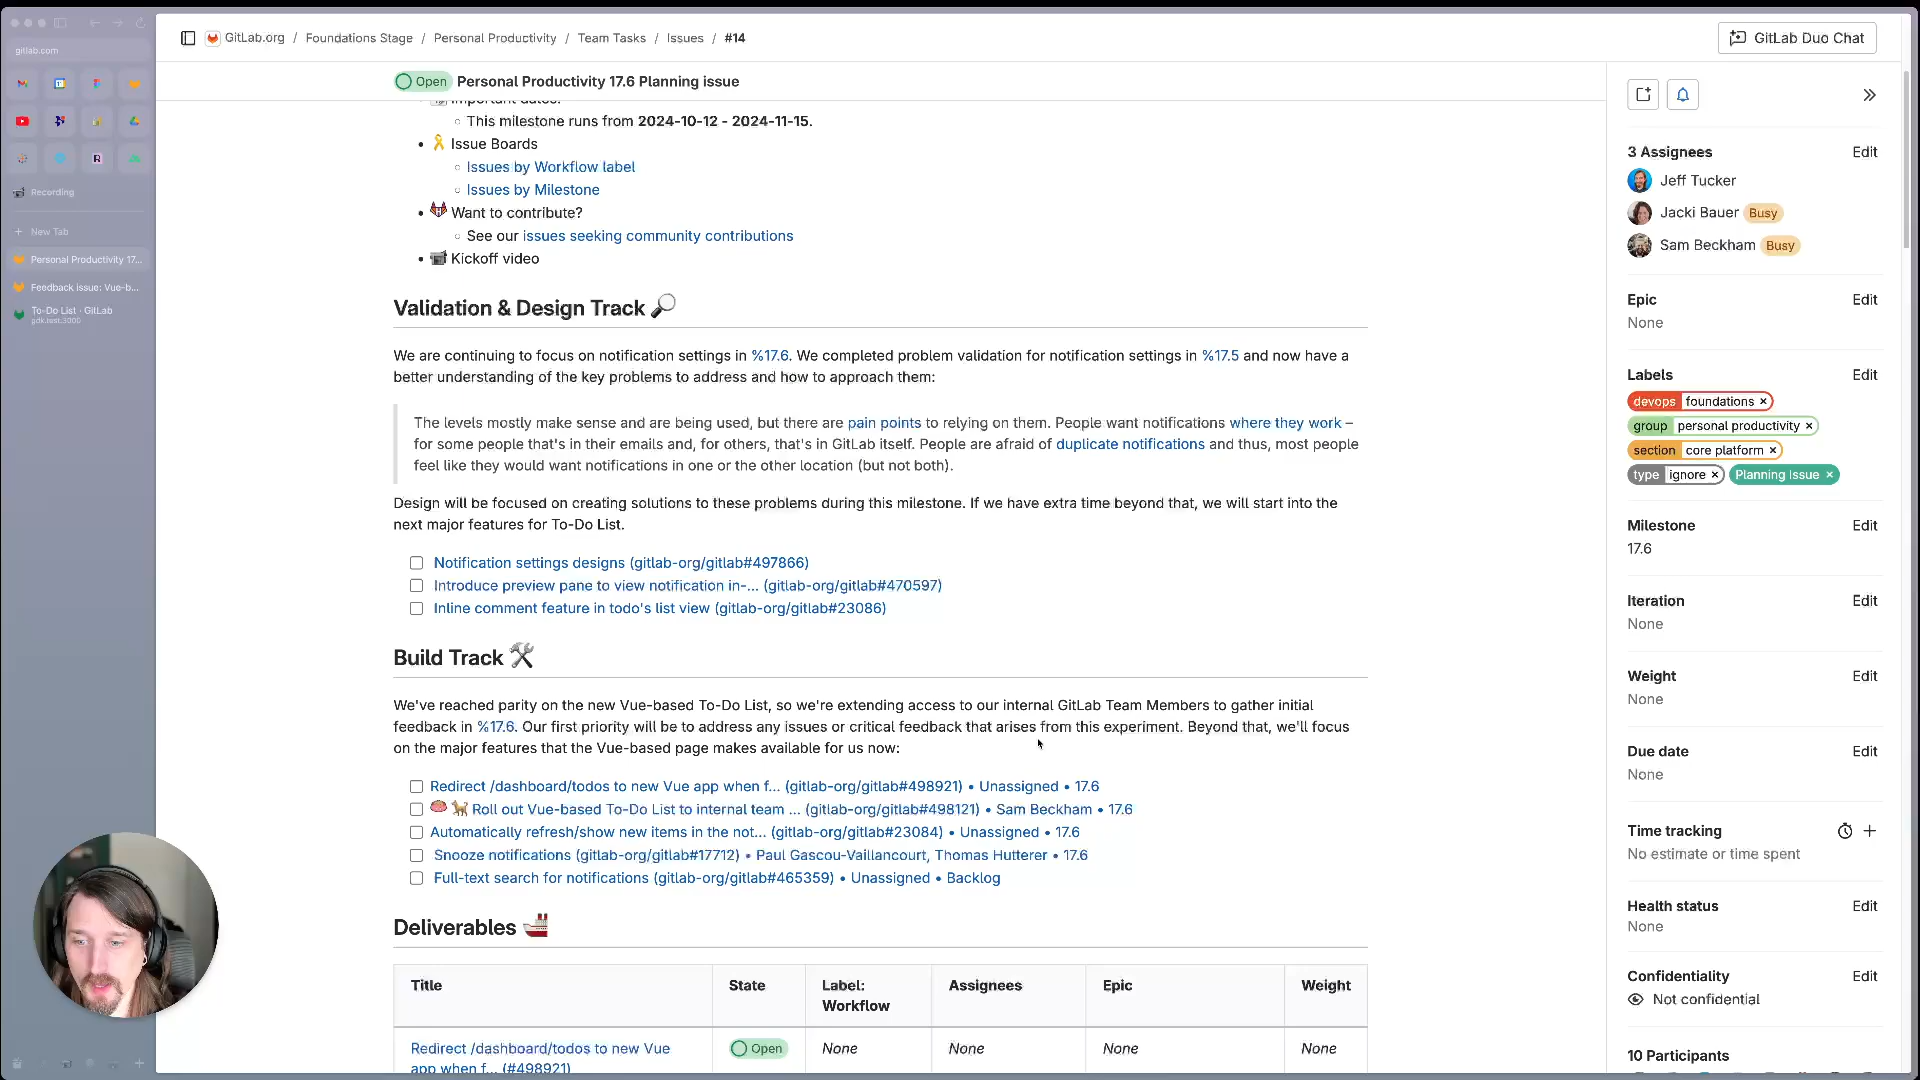 GitLab.org / Foundations Stage / Personal Productivity / Team Tasks / Issues / #14
GitLab Duo Chat
gitlab.com
Recording
New Tab
Personal Productivity 17...
Feedback issue: Vue-b...
To-Do List · GitLab
gdk.test:3000
Open Personal Productivity 17.6 Planning issue
Important dates:
This milestone runs from 2024-10-12 - 2024-11-15.
Issue Boards
Issues by Workflow label
Issues by Milestone
Want to contribute?
See our issues seeking community contributions
Kickoff video
Validation & Design Track
We are continuing to focus on notification settings in %17.6. We completed problem validation for notification settings in %17.5 and now have a
better understanding of the key problems to address and how to approach them:
The levels mostly make sense and are being used, but there are pain points to relying on them. People want notifications where they work –
for some people that's in their emails and, for others, that's in GitLab itself. People are afraid of duplicate notifications and thus, most people
feel like they would want notifications in one or the other location (but not both).
Design will be focused on creating solutions to these problems during this milestone. If we have extra time beyond that, we will start into the
next major features for To-Do List.
Notification settings designs (gitlab-org/gitlab#497866)
Introduce preview pane to view notification in-... (gitlab-org/gitlab#470597)
Inline comment feature in todo's list view (gitlab-org/gitlab#23086)
Build Track
We've reached parity on the new Vue-based To-Do List, so we're extending access to our internal GitLab Team Members to gather initial
feedback in %17.6. Our first priority will be to address any issues or critical feedback that arises from this experiment. Beyond that, we'll focus
on the major features that the Vue-based page makes available for us now:
Redirect /dashboard/todos to new Vue app when f... (gitlab-org/gitlab#498921) • Unassigned • 17.6
Roll out Vue-based To-Do List to internal team ... (gitlab-org/gitlab#498121) • Sam Beckham • 17.6
Automatically refresh/show new items in the not... (gitlab-org/gitlab#23084) • Unassigned • 17.6
Snooze notifications (gitlab-org/gitlab#17712) • Paul Gascou-Vaillancourt, Thomas Hutterer • 17.6
Full-text search for notifications (gitlab-org/gitlab#465359) • Unassigned • Backlog
Deliverables
Title State Label: Workflow Assignees Epic Weight
Redirect /dashboard/todos to new Vue Open None None None None
app when f... (#498921)
3 Assignees Edit
Jeff Tucker
Jacki Bauer Busy
Sam Beckham Busy
Epic Edit
None
Labels Edit
devops foundations ×
group personal productivity ×
section core platform ×
type ignore × Planning Issue ×
Milestone Edit
17.6
Iteration Edit
None
Weight Edit
None
Due date Edit
None
Time tracking
No estimate or time spent
Health status Edit
None
Confidentiality Edit
Not confidential
10 Participants